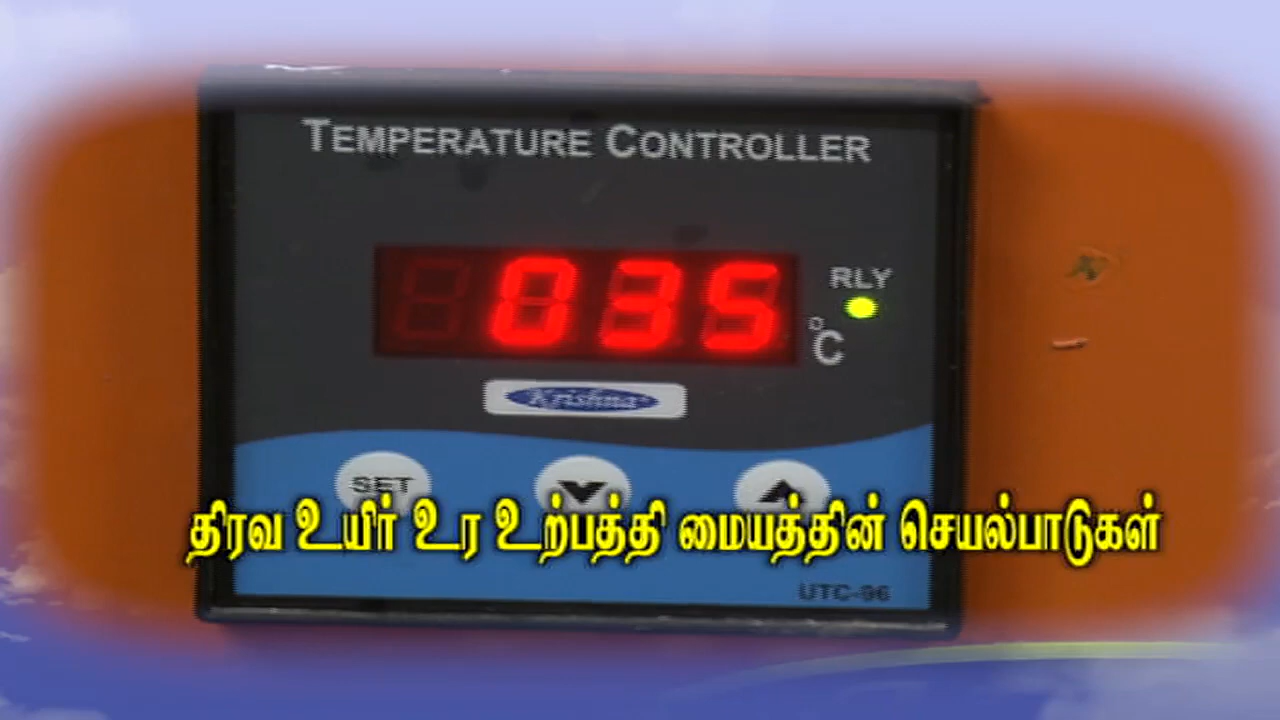 TEMPERATURE CONTROLLER
035
RLY
°C
Krishna
SET
திரவ உயிர் உர உற்பத்தி மையத்தின் செயல்பாடுகள்
UTC-96